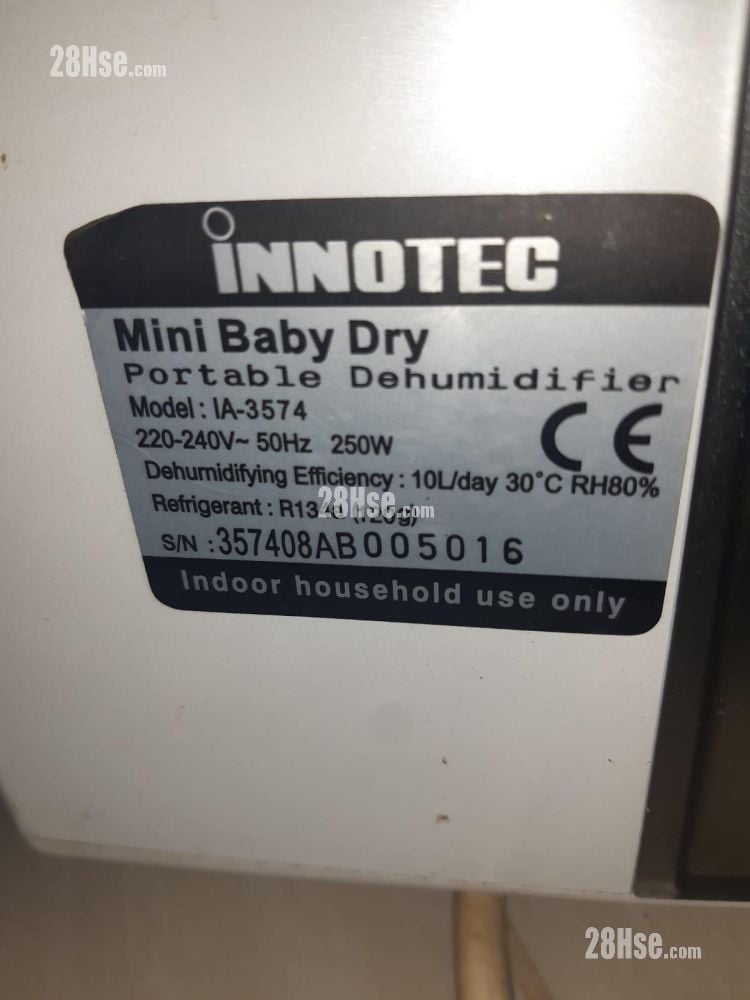 28Hse.com
INNOTEC
Mini Baby Dry
Portable Dehumidifier
Model : IA-3574
220-240V~ 50Hz 250W
Dehumidifying Efficiency : 10L/day 30°C RH80%
Refrigerant :
28Hse.com
S/N : 357408AB005016
CE
Indoor household use only
28Hse.com